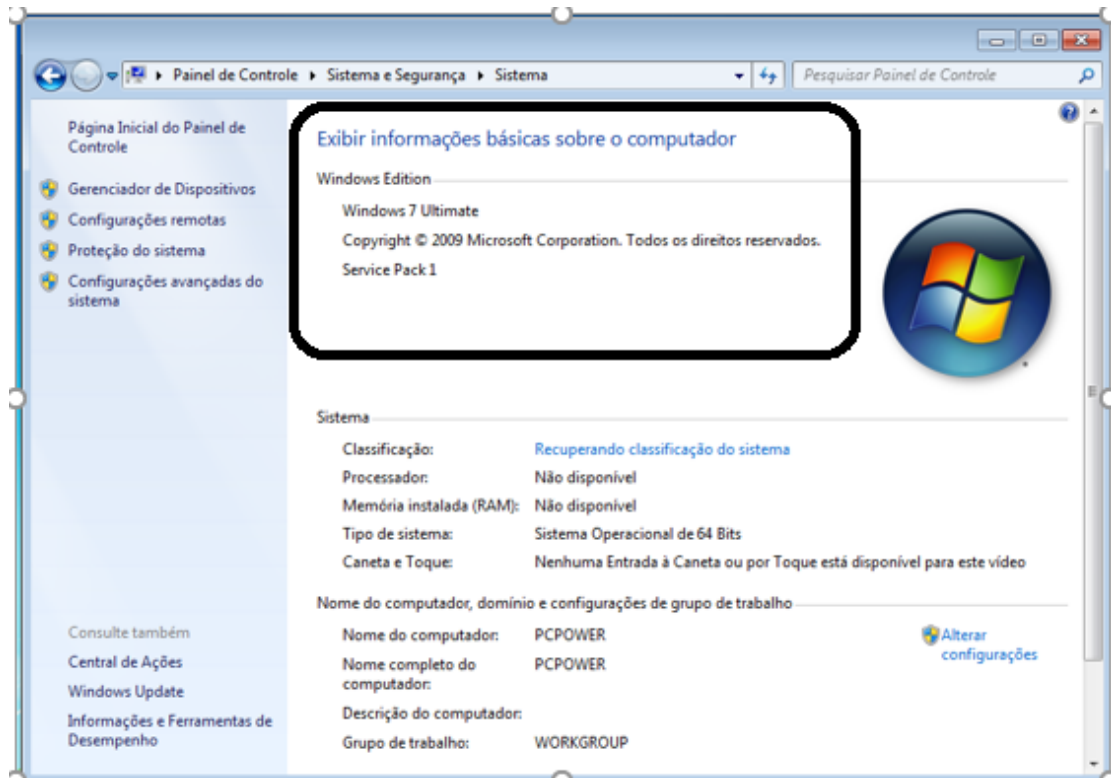 Painel de Controle ▸ Sistema e Segurança ▸ Sistema
Pesquisar Painel de Controle
Página Inicial do Painel de
Controle
Gerenciador de Dispositivos
Configurações remotas
Proteção do sistema
Configurações avançadas do
sistema
Exibir informações básicas sobre o computador
Windows Edition
Windows 7 Ultimate
Copyright © 2009 Microsoft Corporation. Todos os direitos reservados.
Service Pack 1
Sistema
Classificação: Recuperando classificação do sistema
Processador: Não disponível
Memória instalada (RAM): Não disponível
Tipo de sistema: Sistema Operacional de 64 Bits
Caneta e Toque: Nenhuma Entrada à Caneta ou por Toque está disponível para este vídeo
Nome do computador, domínio e configurações de grupo de trabalho
Nome do computador: PCPOWER
Alterar
configurações
Nome completo do
computador: PCPOWER
Descrição do computador:
Grupo de trabalho: WORKGROUP
Consulte também
Central de Ações
Windows Update
Informações e Ferramentas de
Desempenho